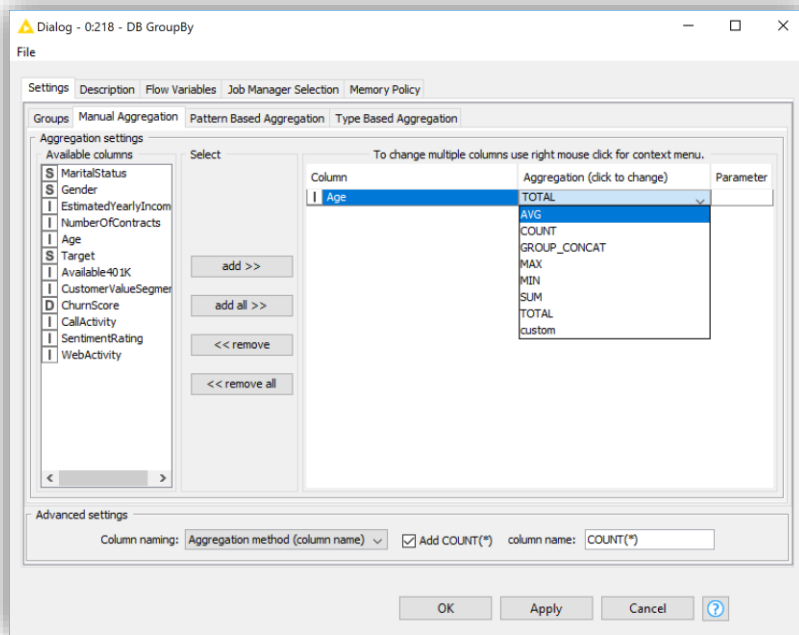 Dialog - 0:218 - DB GroupBy
File
Settings Description Flow Variables Job Manager Selection Memory Policy
Groups Manual Aggregation Pattern Based Aggregation Type Based Aggregation
Aggregation settings
Available columns
S MaritalStatus
S Gender
I EstimatedYearlyIncom
I NumberOfContracts
I Age
S Target
I Available401K
I CustomerValueSegmer
D ChurnScore
I CallActivity
I SentimentRating
I WebActivity
Select
add >>
add all >>
<< remove
<< remove all
To change multiple columns use right mouse click for context menu.
Column Aggregation (click to change) Parameter
I Age TOTAL
AVG
COUNT
GROUP_CONCAT
MAX
MIN
SUM
TOTAL
custom
Advanced settings
Column naming: Aggregation method (column name) Add COUNT(*) column name: COUNT(*)
OK Apply Cancel ?